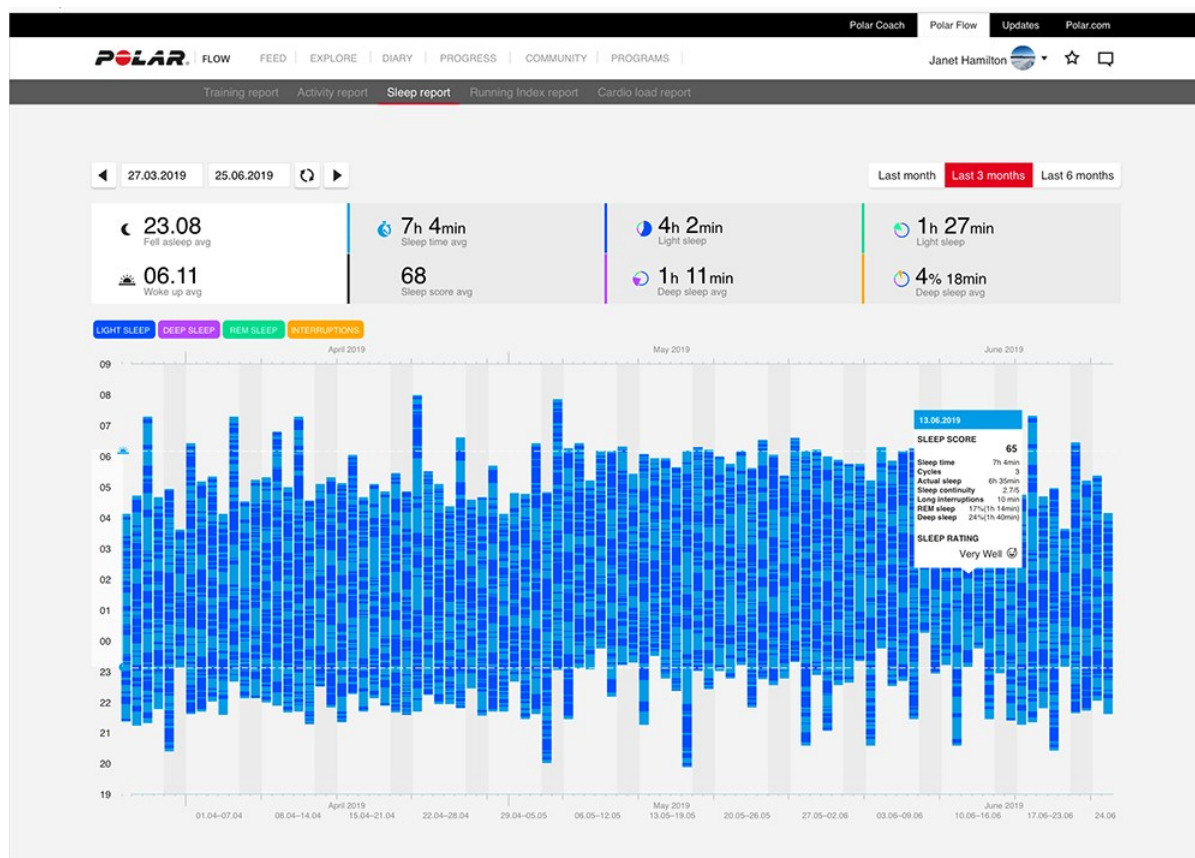 Polar Coach Polar Flow Updates Polar.com
POLAR. FLOW FEED EXPLORE DIARY PROGRESS COMMUNITY PROGRAMS Janet Hamilton
Training report Activity report Sleep report Running Index report Cardio load report
27.03.2019 25.06.2019 Last month Last 3 months Last 6 months
23.08 7h 4min 4h 2min 1h 27min
Fell asleep avg Sleep time avg Light sleep Light sleep
06.11 68 1h 11min 4% 18min
Woke up avg Sleep score avg Deep sleep avg Deep sleep avg
LIGHT SLEEP DEEP SLEEP REM SLEEP INTERRUPTIONS
April 2019 May 2019 June 2019
09
08
07
06
05
04
03
02
01
00
23
22
21
20
19
13.06.2019
SLEEP SCORE
65
Sleep time 7h 4min
Cycles 3
Actual sleep 6h 35min
Sleep continuity 2.7/5
Long interruptions 10 min
REM sleep 17%(1h 14min)
Deep sleep 24%(1h 40min)
SLEEP RATING
Very Well
April 2019 May 2019 June 2019
01.04–07.04 08.04–14.04 15.04–21.04 22.04–28.04 29.04–05.05 06.05–12.05 13.05–19.05 20.05–26.05 27.05–02.06 03.06–09.06 10.06–16.06 17.06–23.06 24.06